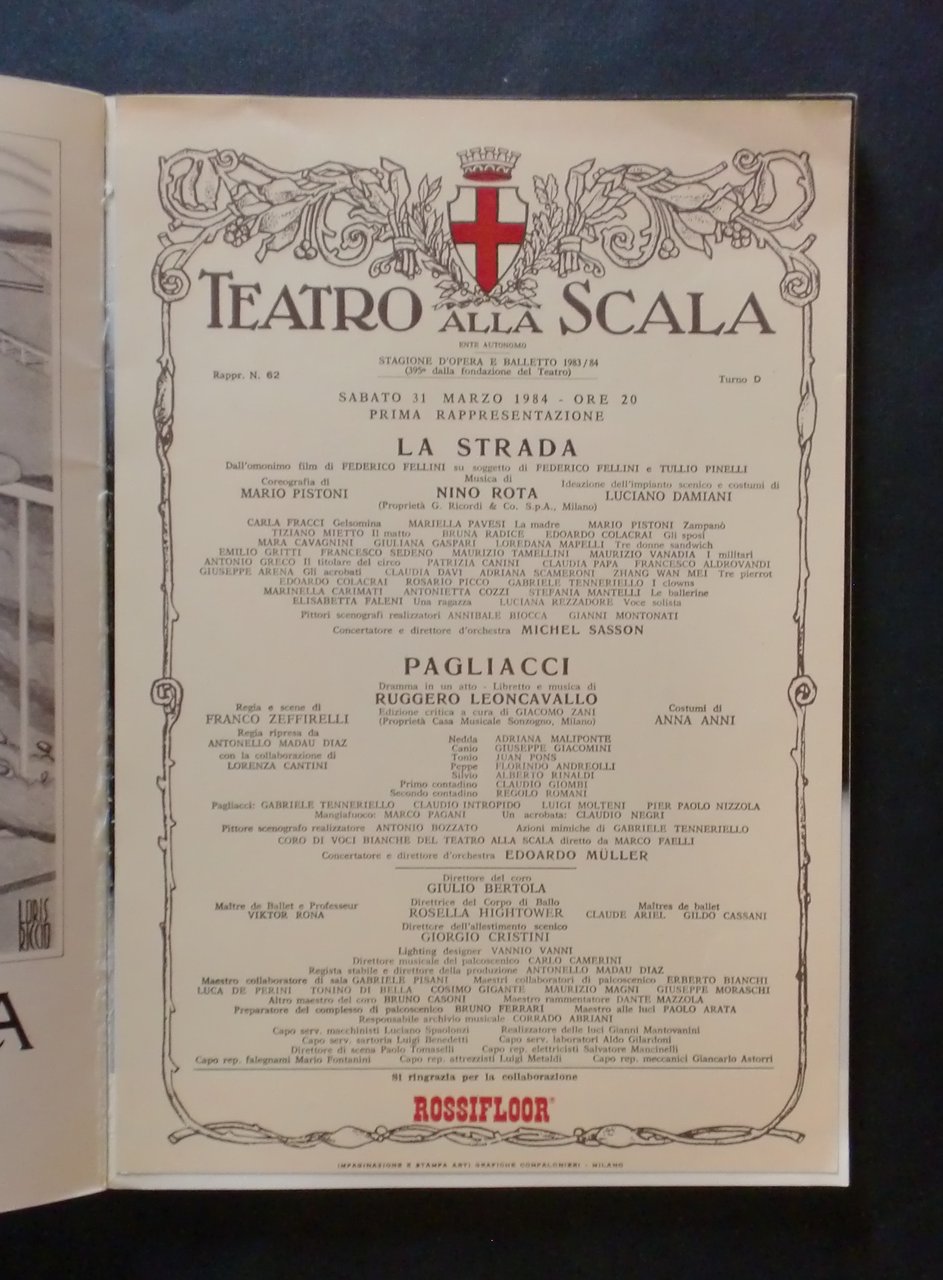 TEATRO ALLA SCALA
ENTE AUTONOMO
STAGIONE D'OPERA E BALLETTO 1983/84
(395ª dalla fondazione del Teatro)
Rappr. N. 62
Turno D
SABATO 31 MARZO 1984 - ORE 20
PRIMA RAPPRESENTAZIONE
LA STRADA
Dall'omonimo film di FEDERICO FELLINI su soggetto di FEDERICO FELLINI e TULLIO PINELLI
Coreografia di
MARIO PISTONI
Musica di
NINO ROTA
(Proprietà G. Ricordi & Co. S.p.A., Milano)
Ideazione dell'impianto scenico e costumi di
LUCIANO DAMIANI
CARLA FRACCI Gelsomina MARIELLA PAVESI La madre MARIO PISTONI Zampanò
TIZIANO MIETTO Il matto BRUNA RADICE EDOARDO COLACRAI Gli sposi
MARA CAVAGNINI GIULIANA GASPARI LOREDANA MAPELLI Tre donne sandwich
EMILIO GRITTI FRANCESCO SEDENO MAURIZIO TAMELLINI MAURIZIO VANADIA I militari
ANTONIO GRECO Il titolare del circo PATRIZIA CANINI CLAUDIA PAPA FRANCESCO ALDROVANDI
GIUSEPPE ARENA Gli acrobati CLAUDIA DAVI ADRIANA SCAMERONI ZHANG WAN MEI Tre pierrot
EDOARDO COLACRAI ROSARIO PICCO GABRIELE TENNERIELLO I clowns
MARINELLA CARIMATI ANTONIETTA COZZI STEFANIA MANTELLI Le ballerine
ELISABETTA FALENI Una ragazza LUCIANA REZZADORE Voce solista
Pittori scenografi realizzatori ANNIBALE BIOCCA GIANNI MONTONATI
Concertatore e direttore d'orchestra MICHEL SASSON
PAGLIACCI
Dramma in un atto - Libretto e musica di
RUGGERO LEONCAVALLO
Edizione critica a cura di GIACOMO ZANI
(Proprietà Casa Musicale Sonzogno, Milano)
Regia e scene di
FRANCO ZEFFIRELLI
Regia ripresa da
ANTONELLO MADAU DIAZ
con la collaborazione di
LORENZA CANTINI
Costumi di
ANNA ANNI
Nedda ADRIANA MALIPONTE
Canio GIUSEPPE GIACOMINI
Tonio JUAN PONS
Peppe FLORINDO ANDREOLLI
Silvio ALBERTO RINALDI
Primo contadino CLAUDIO GIOMBI
Secondo contadino REGOLO ROMANI
Pagliacci: GABRIELE TENNERIELLO CLAUDIO INTROPIDO LUIGI MOLTENI PIER PAOLO NIZZOLA
Mangiafuoco: MARCO PAGANI Un acrobata: CLAUDIO NEGRI
Pittore scenografo realizzatore ANTONIO BOZZATO Azioni mimiche di GABRIELE TENNERIELLO
CORO DI VOCI BIANCHE DEL TEATRO ALLA SCALA diretto da MARCO FAELLI
Concertatore e direttore d'orchestra EDOARDO MÜLLER
Direttore del coro
GIULIO BERTOLA
Maître de Ballet e Professeur
VIKTOR RONA
Direttrice del Corpo di Ballo
ROSELLA HIGHTOWER
Maîtres de ballet
CLAUDE ARIEL GILDO CASSANI
Direttore dell'allestimento scenico
GIORGIO CRISTINI
Lighting designer VANNIO VANNI
Direttore musicale del palcoscenico CARLO CAMERINI
Regista stabile e direttore della produzione ANTONELLO MADAU DIAZ
Maestro collaboratore di sala GABRIELE PISANI Maestri collaboratori di palcoscenico ERBERTO BIANCHI
LUCA DE PERINI TONINO DI BELLA COSIMO GIGANTE MAURIZIO MAGNI GIUSEPPE MORASCHI
Altro maestro del coro BRUNO CASONI Maestro rammentatore DANTE MAZZOLA
Preparatore del complesso di palcoscenico BRUNO FERRARI Maestro alle luci PAOLO ARATA
Responsabile archivio musicale CORRADO ABRIANI
Capo serv. macchinisti Luciano Spaolonzi Realizzatore delle luci Gianni Mantovanini
Capo serv. sartoria Luigi Benedetti Capo serv. laboratori Aldo Gilardoni
Direttore di scena Paolo Tomaselli Capo rep. elettricisti Salvatore Mancinelli
Capo rep. falegnami Mario Fontanini Capo rep. attrezzisti Luigi Metaldi Capo rep. meccanici Giancarlo Astorri
Si ringrazia per la collaborazione
ROSSIFLOOR®
IMPAGINAZIONE E STAMPA ARTI GRAFICHE CONFALONIERI - MILANO
LORIS
RICCIO
A